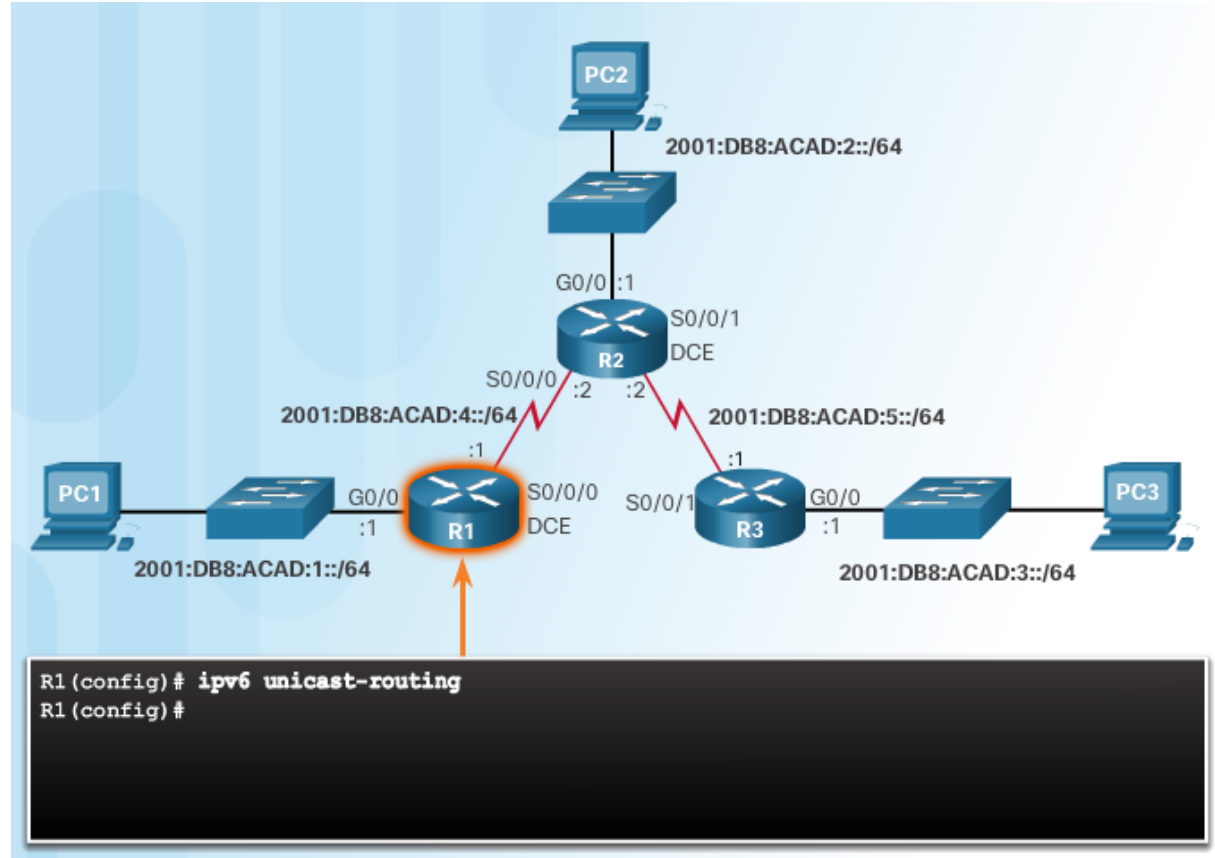 PC2
2001:DB8:ACAD:2::/64
G0/0 :1
S0/0/1
R2
DCE
S0/0/0
:2
:2
2001:DB8:ACAD:4::/64
2001:DB8:ACAD:5::/64
:1
:1
PC1
G0/0
:1
R1
S0/0/0
DCE
S0/0/1
R3
G0/0
:1
PC3
2001:DB8:ACAD:1::/64
2001:DB8:ACAD:3::/64
R1(config)# ipv6 unicast-routing
R1(config)#